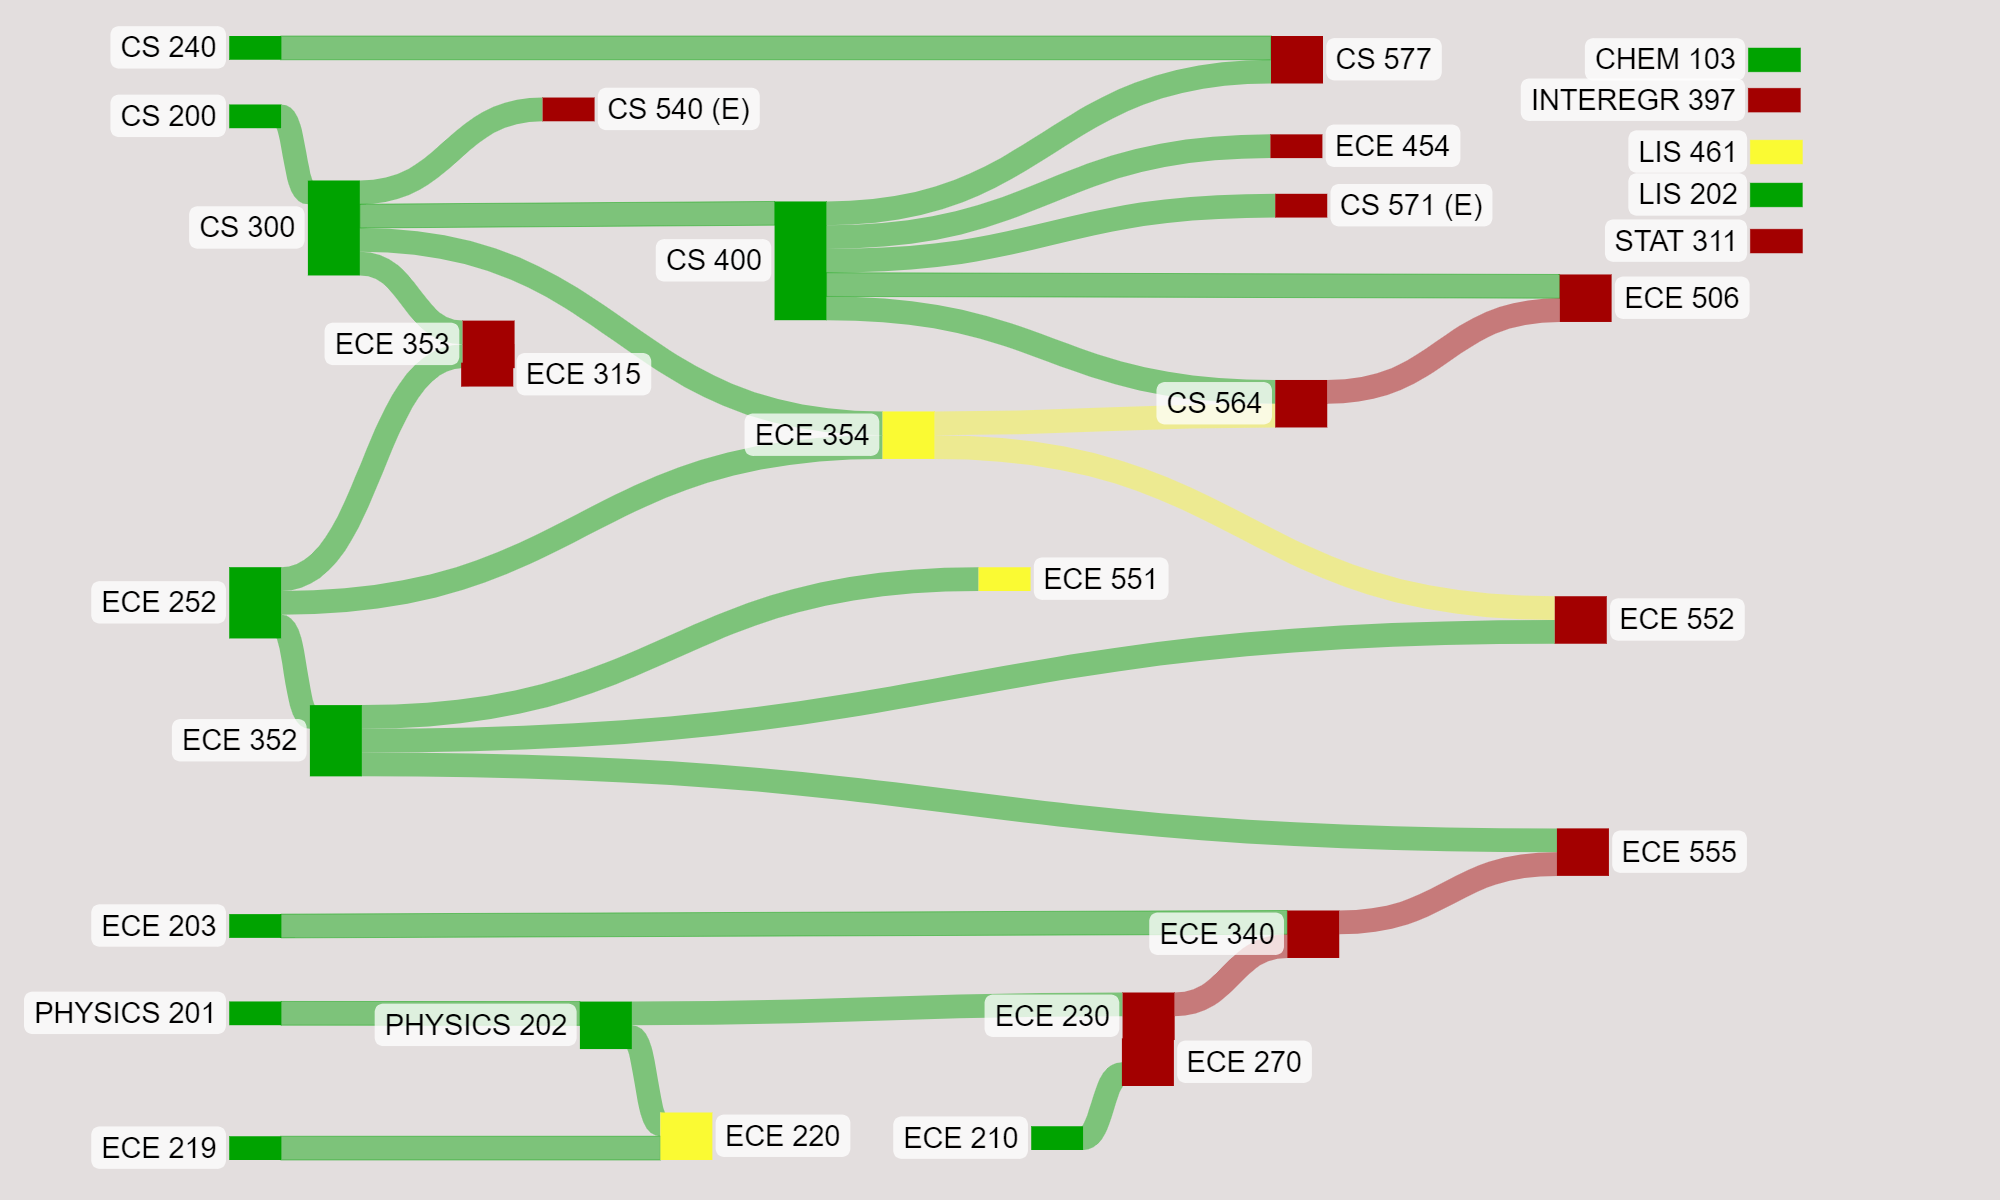 CS 240
CS 577
CHEM 103
INTEREGR 397
CS 200
CS 540 (E)
ECE 454
LIS 461
LIS 202
CS 571 (E)
CS 300
STAT 311
CS 400
ECE 506
ECE 353
ECE 315
CS 564
ECE 354
ECE 551
ECE 252
ECE 552
ECE 352
ECE 555
ECE 203
ECE 340
PHYSICS 201
PHYSICS 202
ECE 230
ECE 270
ECE 219
ECE 220
ECE 210